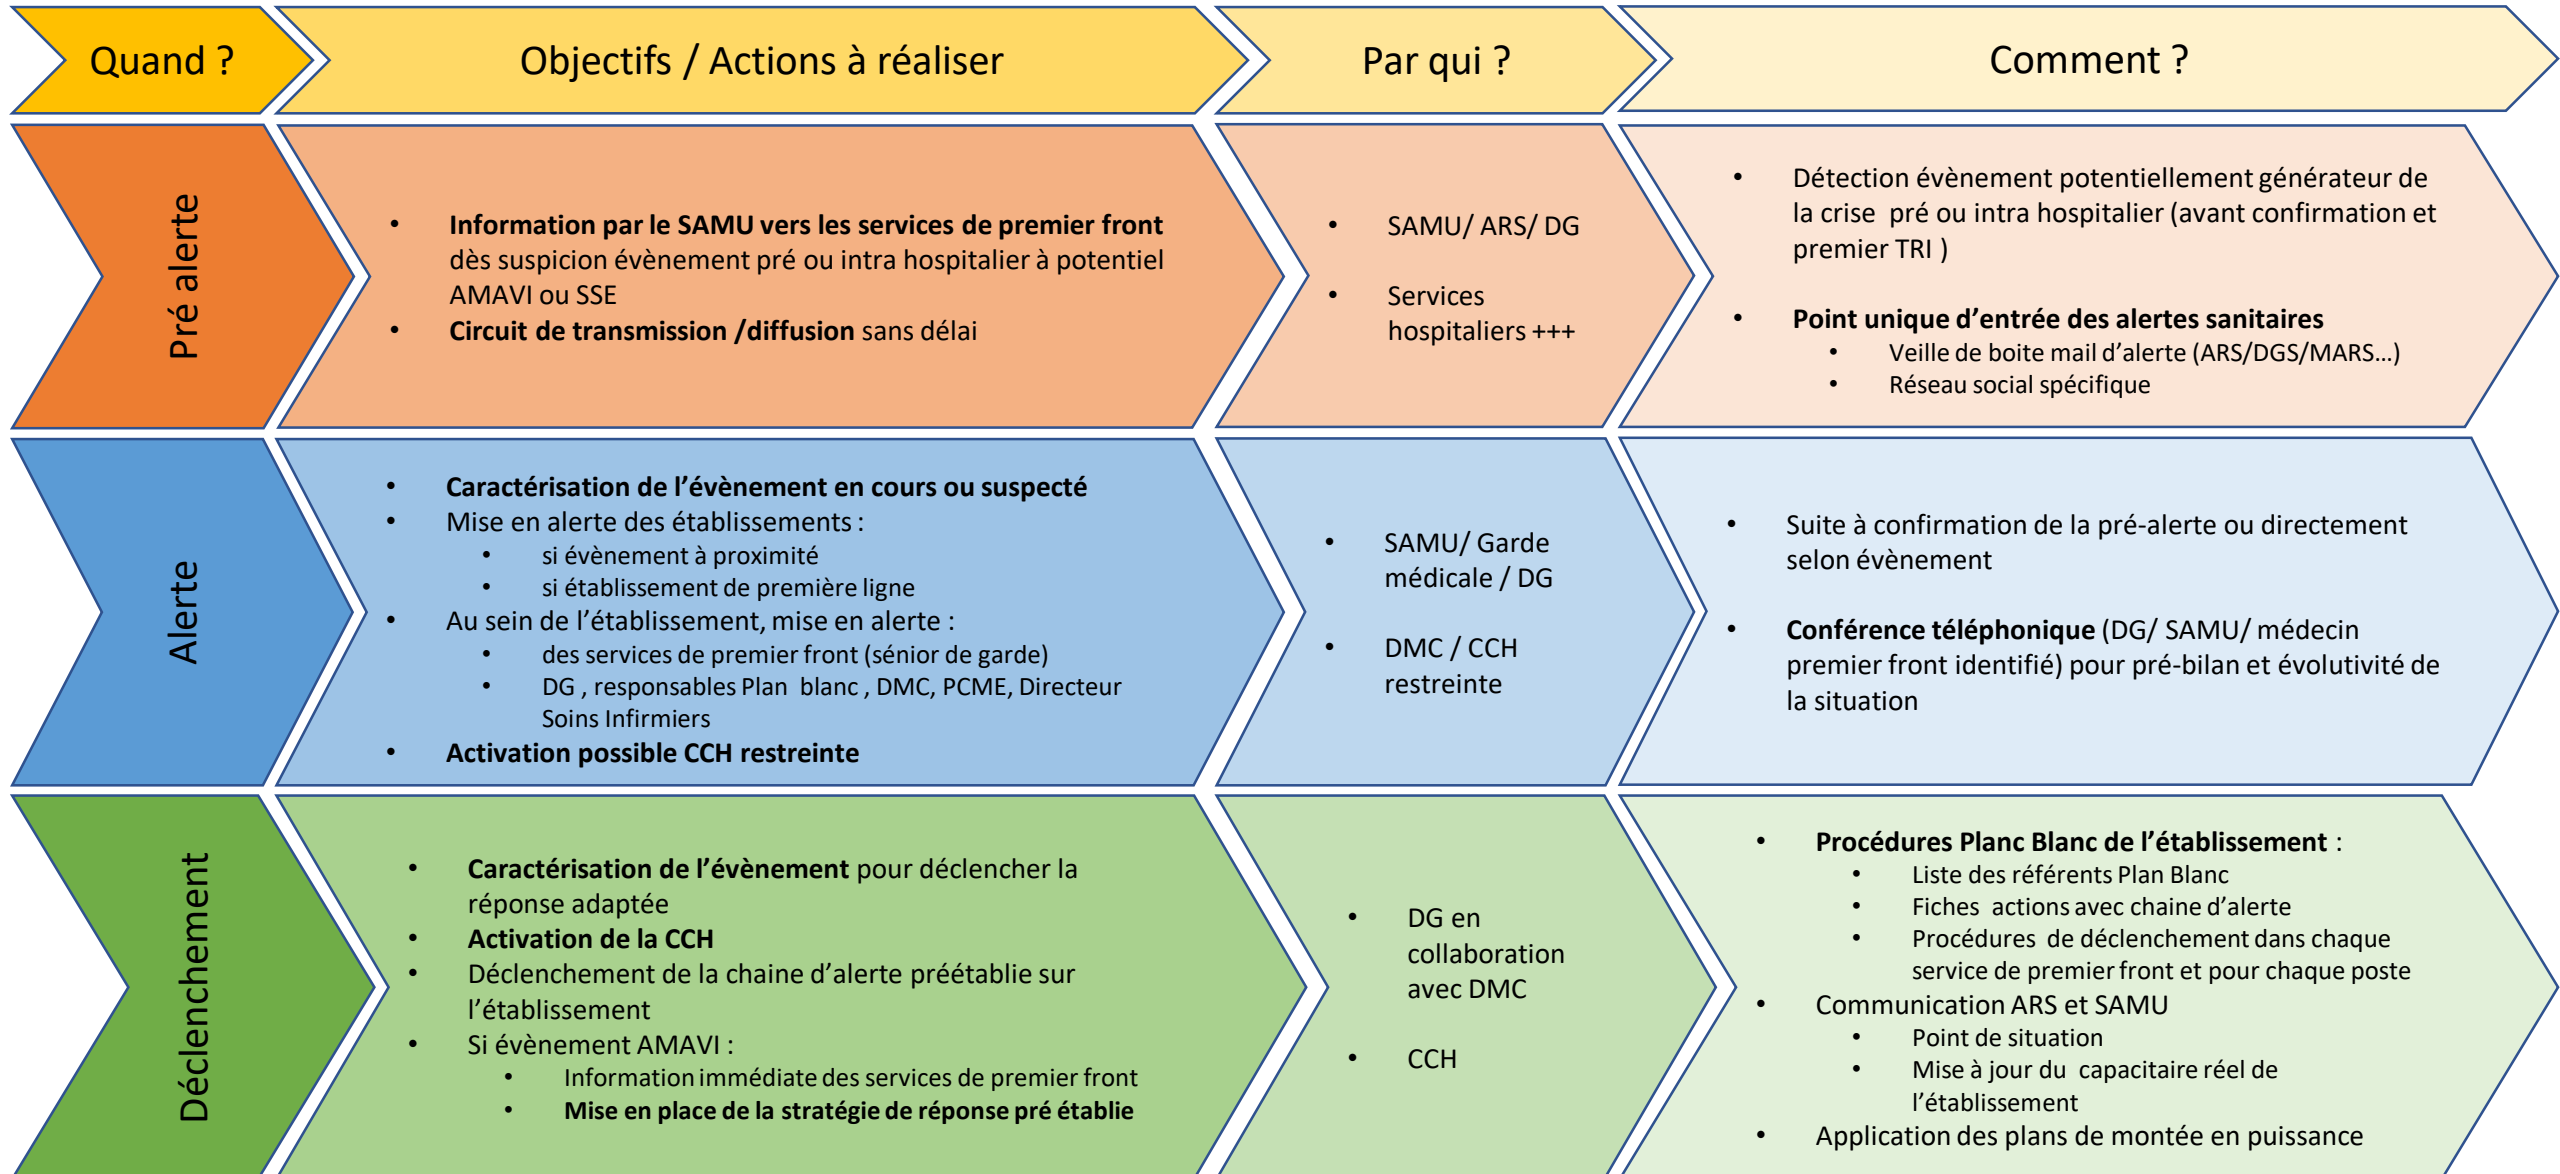 Quand ?
Objectifs / Actions à réaliser
Par qui ?
Comment ?
Pré alerte
• Information par le SAMU vers les services de premier front
dès suspicion évènement pré ou intra hospitalier à potentiel
AMAVI ou SSE
• Circuit de transmission /diffusion sans délai
• SAMU/ ARS/ DG
• Services
hospitaliers +++
• Détection évènement potentiellement générateur de
la crise pré ou intra hospitalier (avant confirmation et
premier TRI )
• Point unique d’entrée des alertes sanitaires
• Veille de boite mail d’alerte (ARS/DGS/MARS…)
• Réseau social spécifique
Alerte
• Caractérisation de l’évènement en cours ou suspecté
• Mise en alerte des établissements :
• si évènement à proximité
• si établissement de première ligne
• Au sein de l’établissement, mise en alerte :
• des services de premier front (sénior de garde)
• DG , responsables Plan blanc , DMC, PCME, Directeur
Soins Infirmiers
• Activation possible CCH restreinte
• SAMU/ Garde
médicale / DG
• DMC / CCH
restreinte
• Suite à confirmation de la pré-alerte ou directement
selon évènement
• Conférence téléphonique (DG/ SAMU/ médecin
premier front identifié) pour pré-bilan et évolutivité de
la situation
Déclenchement
• Caractérisation de l’évènement pour déclencher la
réponse adaptée
• Activation de la CCH
• Déclenchement de la chaine d’alerte préétablie sur
l’établissement
• Si évènement AMAVI :
• Information immédiate des services de premier front
• Mise en place de la stratégie de réponse pré établie
• DG en
collaboration
avec DMC
• CCH
• Procédures Planc Blanc de l’établissement :
• Liste des référents Plan Blanc
• Fiches actions avec chaine d’alerte
• Procédures de déclenchement dans chaque
service de premier front et pour chaque poste
• Communication ARS et SAMU
• Point de situation
• Mise à jour du capacitaire réel de
l’établissement
• Application des plans de montée en puissance